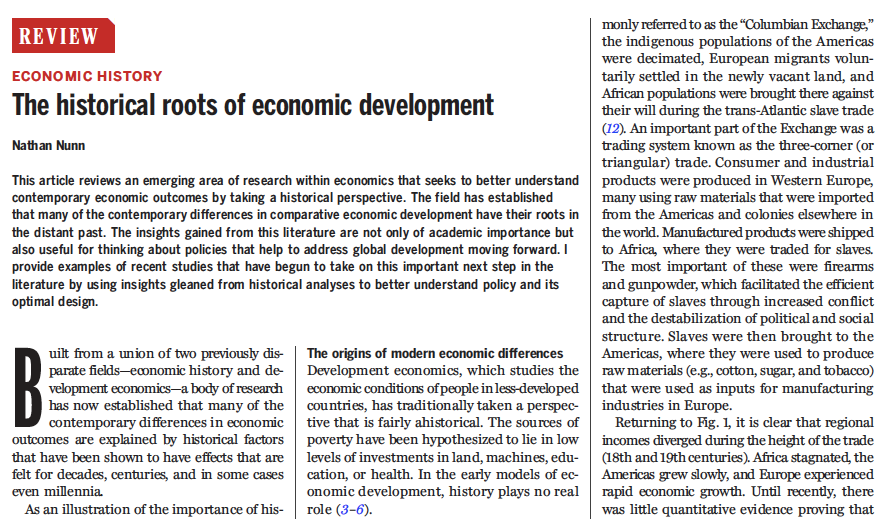 REVIEW
ECONOMIC HISTORY
The historical roots of economic development
Nathan Nunn
This article reviews an emerging area of research within economics that seeks to better understand
contemporary economic outcomes by taking a historical perspective. The field has established
that many of the contemporary differences in comparative economic development have their roots in
the distant past. The insights gained from this literature are not only of academic importance but
also useful for thinking about policies that help to address global development moving forward. I
provide examples of recent studies that have begun to take on this important next step in the
literature by using insights gleaned from historical analyses to better understand policy and its
optimal design.
Built from a union of two previously dis-
parate fields—economic history and de-
velopment economics—a body of research
has now established that many of the
contemporary differences in economic
outcomes are explained by historical factors
that have been shown to have effects that are
felt for decades, centuries, and in some cases
even millennia.
As an illustration of the importance of his-
The origins of modern economic differences
Development economics, which studies the
economic conditions of people in less-developed
countries, has traditionally taken a perspec-
tive that is fairly ahistorical. The sources of
poverty have been hypothesized to lie in low
levels of investments in land, machines, edu-
cation, or health. In the early models of ec-
onomic development, history plays no real
role (3–6).
monly referred to as the “Columbian Exchange,”
the indigenous populations of the Americas
were decimated, European migrants volun-
tarily settled in the newly vacant land, and
African populations were brought there against
their will during the trans-Atlantic slave trade
(12). An important part of the Exchange was a
trading system known as the three-corner (or
triangular) trade. Consumer and industrial
products were produced in Western Europe,
many using raw materials that were imported
from the Americas and colonies elsewhere in
the world. Manufactured products were shipped
to Africa, where they were traded for slaves.
The most important of these were firearms
and gunpowder, which facilitated the efficient
capture of slaves through increased conflict
and the destabilization of political and social
structure. Slaves were then brought to the
Americas, where they were used to produce
raw materials (e.g., cotton, sugar, and tobacco)
that were used as inputs for manufacturing
industries in Europe.
Returning to Fig. 1, it is clear that regional
incomes diverged during the height of the trade
(18th and 19th centuries). Africa stagnated, the
Americas grew slowly, and Europe experienced
rapid economic growth. Until recently, there
was little quantitative evidence proving that